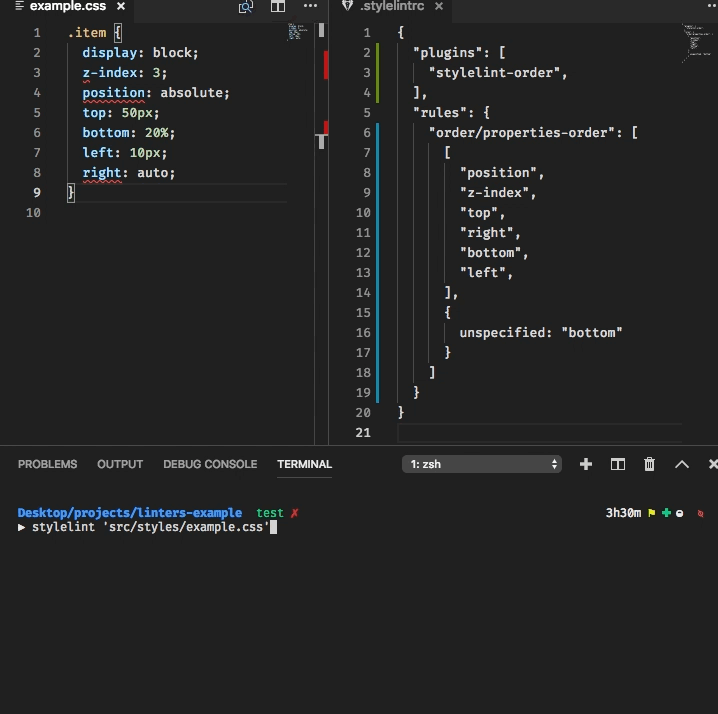 example.css
1 .item {
2 display: block;
3 z-index: 3;
4 position: absolute;
5 top: 50px;
6 bottom: 20%;
7 left: 10px;
8 right: auto;
9 }
10
.stylelintrc
1 {
2 "plugins": [
3 "stylelint-order",
4 ],
5 "rules": {
6 "order/properties-order": [
7 [
8 "position",
9 "z-index",
10 "top",
11 "right",
12 "bottom",
13 "left",
14 ],
15 {
16 unspecified: "bottom"
17 }
18 ]
19 }
20 }
21
PROBLEMS OUTPUT DEBUG CONSOLE TERMINAL 1: zsh
Desktop/projects/linters-example test ✗ 3h30m
► stylelint 'src/styles/example.css'